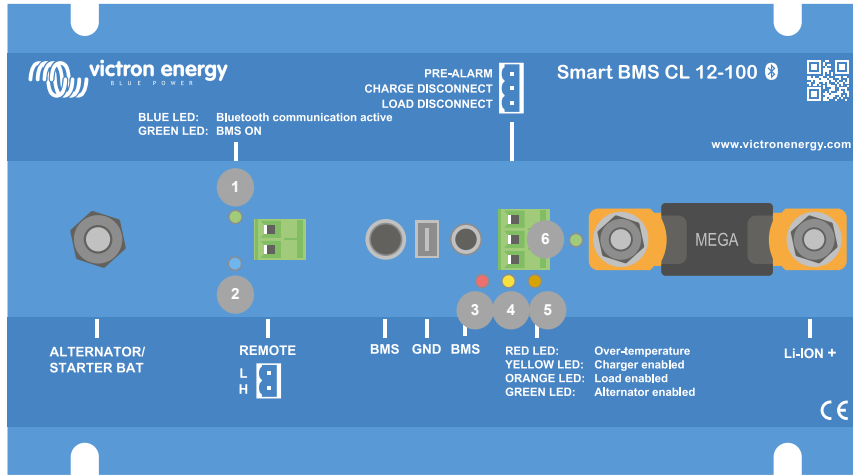 victron energy
BLUE POWER
PRE-ALARM
CHARGE DISCONNECT
LOAD DISCONNECT
Smart BMS CL 12-100
BLUE LED: Bluetooth communication active
GREEN LED: BMS ON
www.victronenergy.com
1
2
3
4
5
6
MEGA
ALTERNATOR/
STARTER BAT
REMOTE
L
H
BMS
GND
BMS
RED LED: Over-temperature
YELLOW LED: Charger enabled
ORANGE LED: Load enabled
GREEN LED: Alternator enabled
Li-ION +
CE